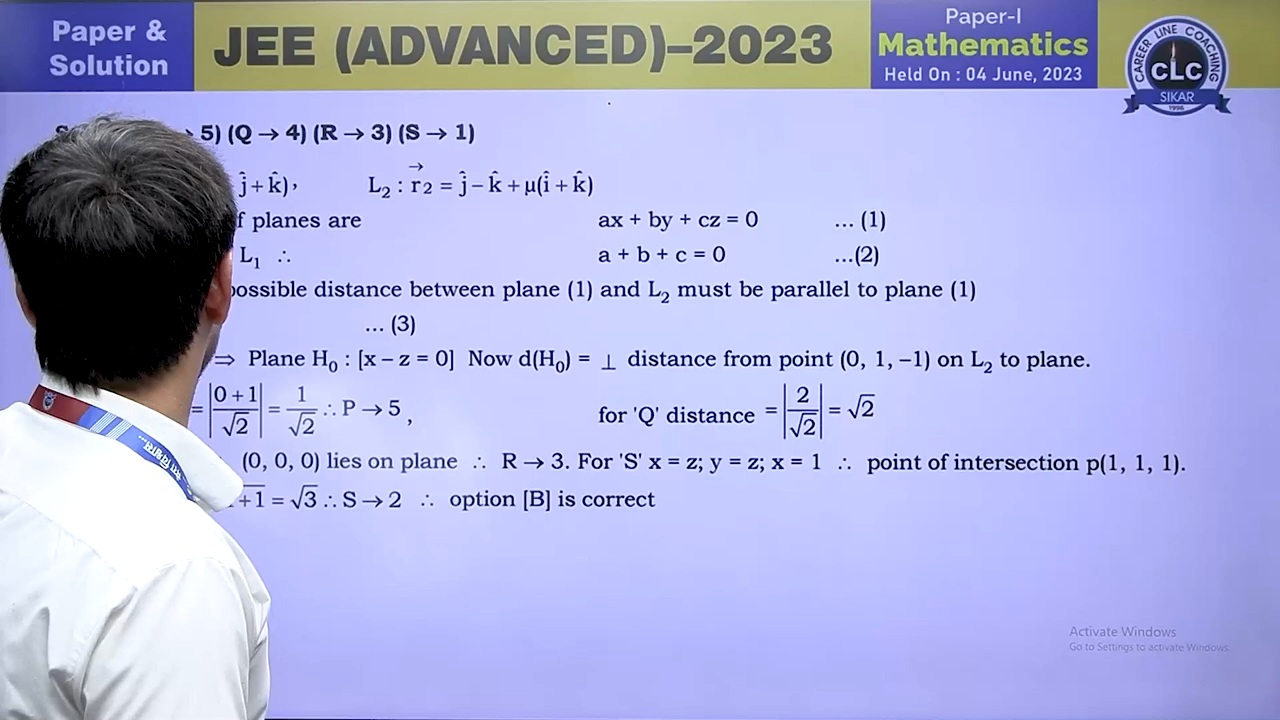 Paper &
Solution
JEE (ADVANCED)–2023
Paper-I
Mathematics
Held On : 04 June, 2023
CAREER LINE COACHING
CLC
SIKAR
1996
5) (Q → 4) (R → 3) (S → 1)
ĵ + k̂), L₂ : r⃗₂ = ĵ – k̂ + μ(î + k̂)
f planes are ax + by + cz = 0 ... (1)
L₁ ∴ a + b + c = 0 ...(2)
possible distance between plane (1) and L₂ must be parallel to plane (1)
... (3)
⇒ Plane H₀ : [x – z = 0] Now d(H₀) = ⊥ distance from point (0, 1, –1) on L₂ to plane.
= |(0 + 1)/√2| = 1/√2 ∴ P → 5 , for 'Q' distance = |2/√2| = √2
(0, 0, 0) lies on plane ∴ R → 3. For 'S' x = z; y = z; x = 1 ∴ point of intersection p(1, 1, 1).
+1 = √3 ∴ S → 2 ∴ option [B] is correct
Activate Windows
Go to Settings to activate Windows.